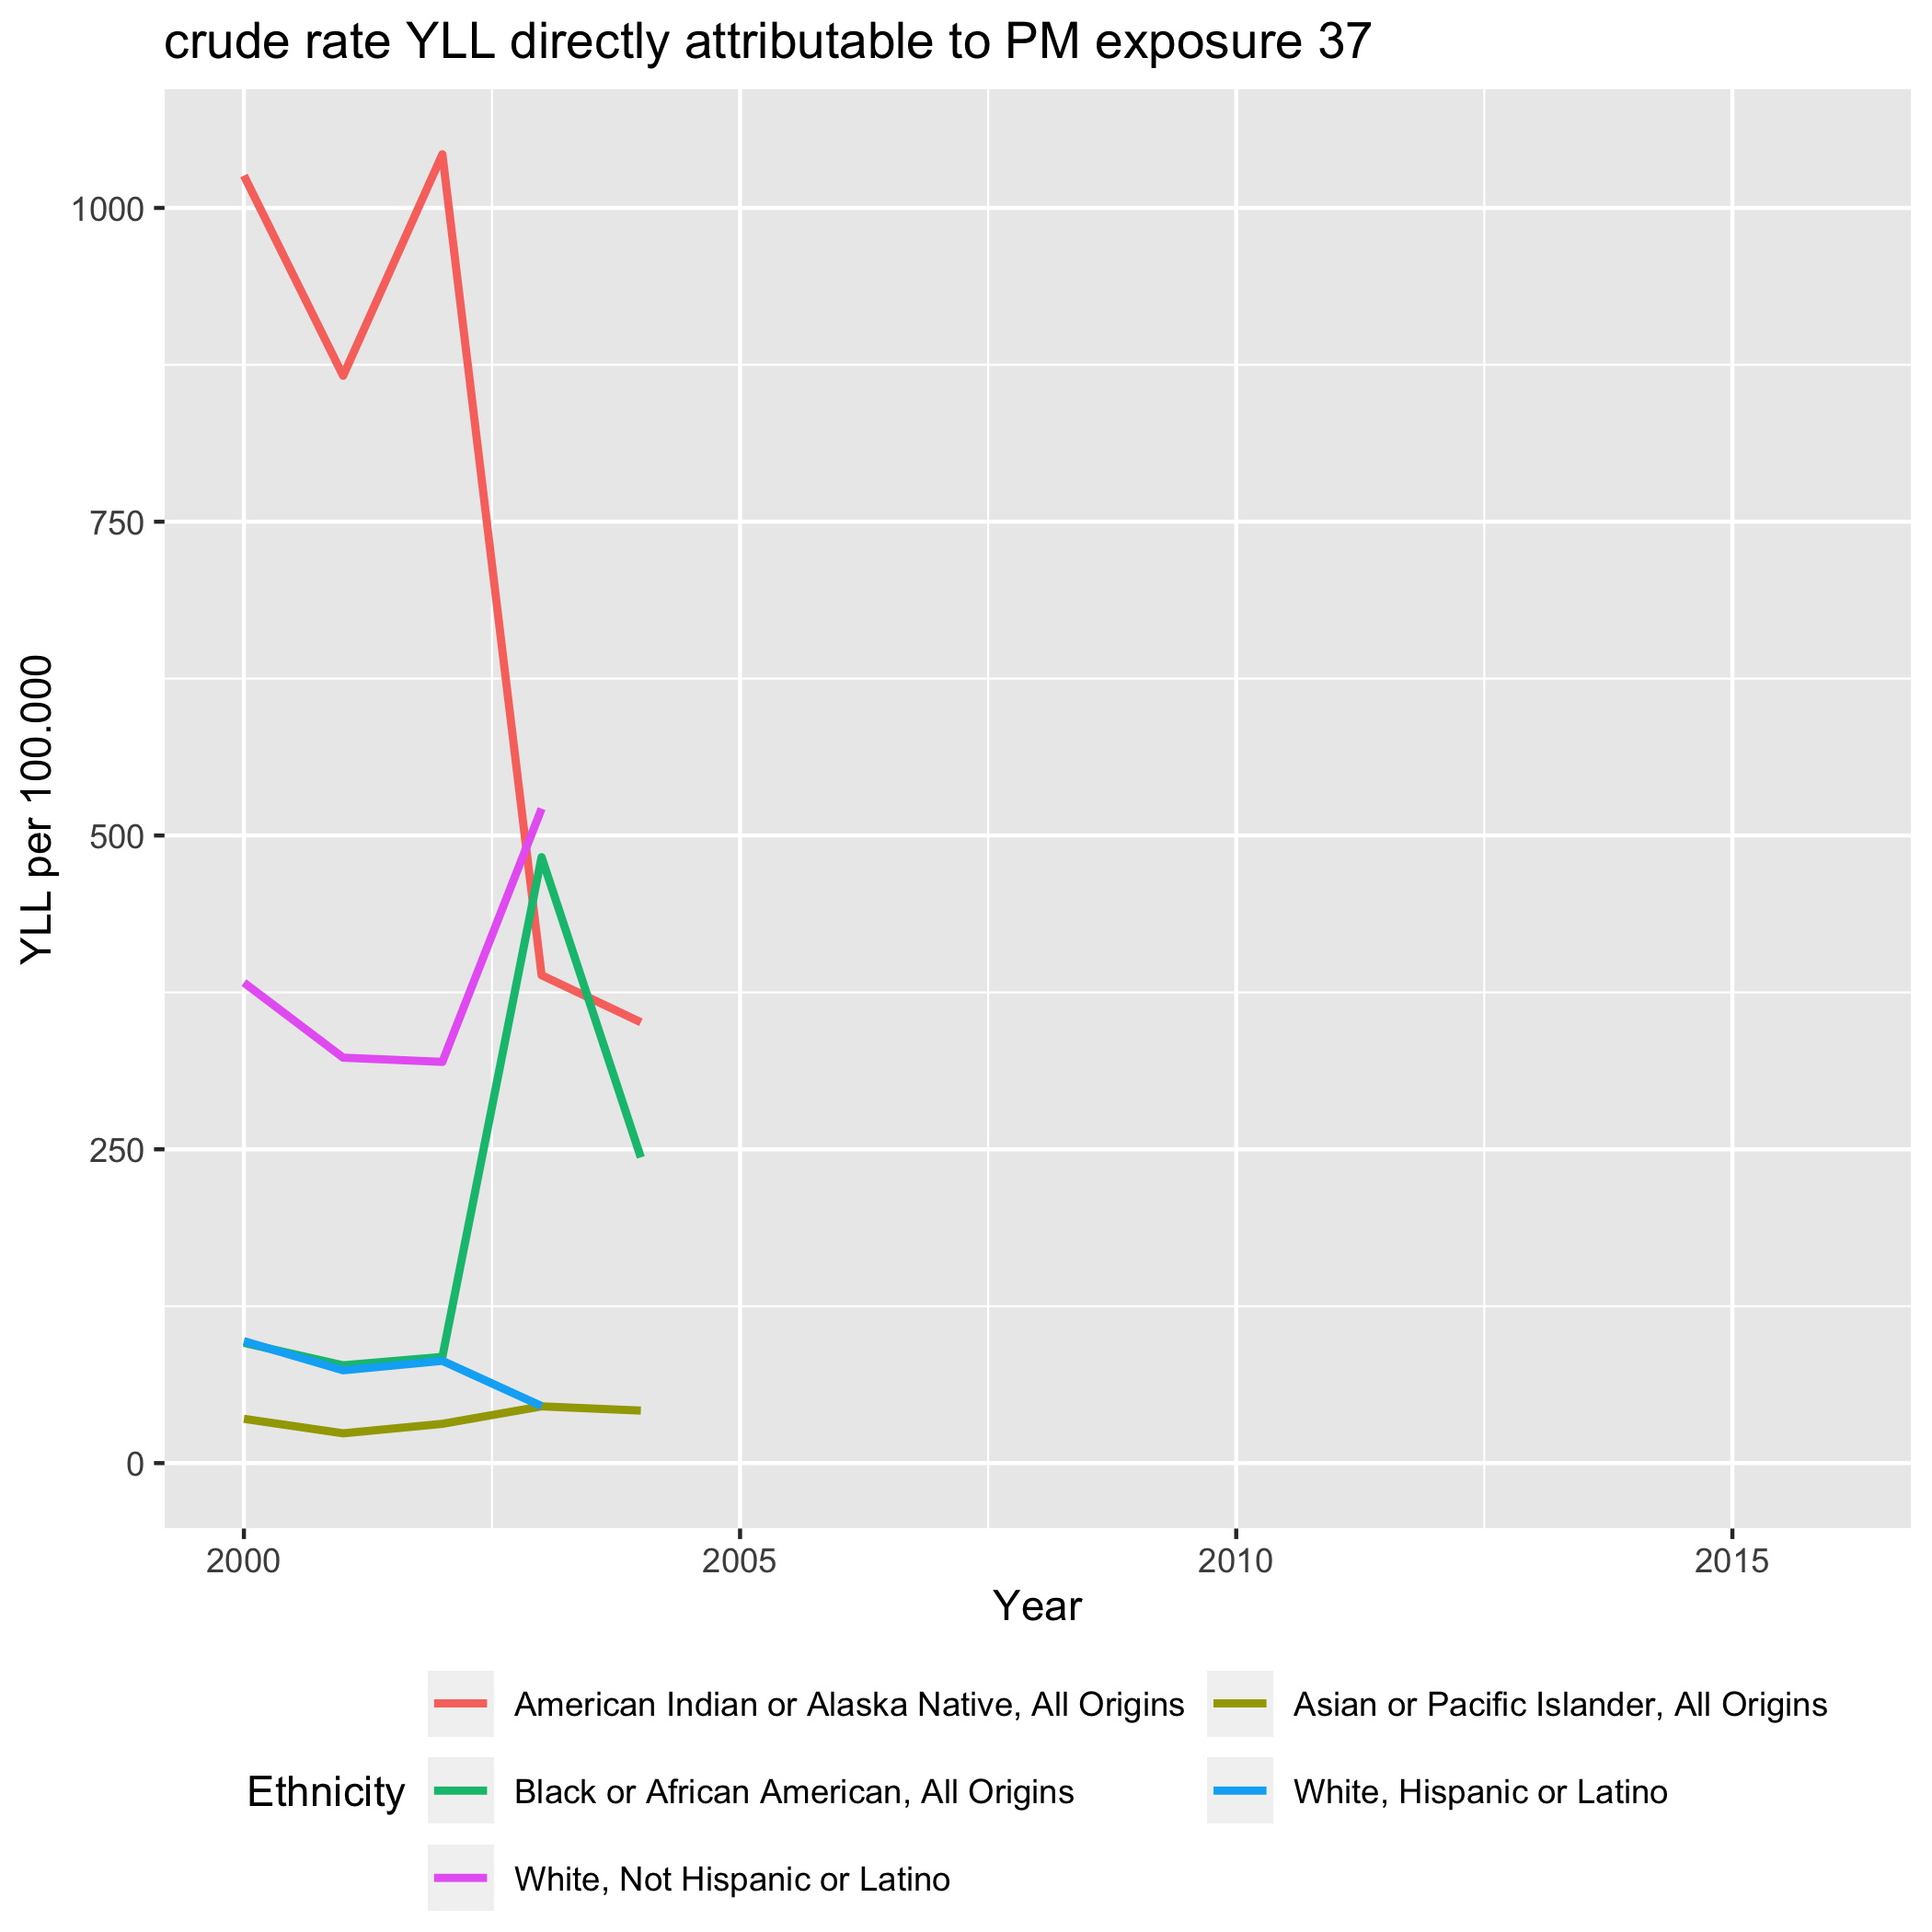 crude rate YLL directly attributable to PM exposure 37
YLL per 100.000
1000
750
500
250
0
2000 2005 2010 2015
Year
Ethnicity
American Indian or Alaska Native, All Origins
Asian or Pacific Islander, All Origins
Black or African American, All Origins
White, Hispanic or Latino
White, Not Hispanic or Latino